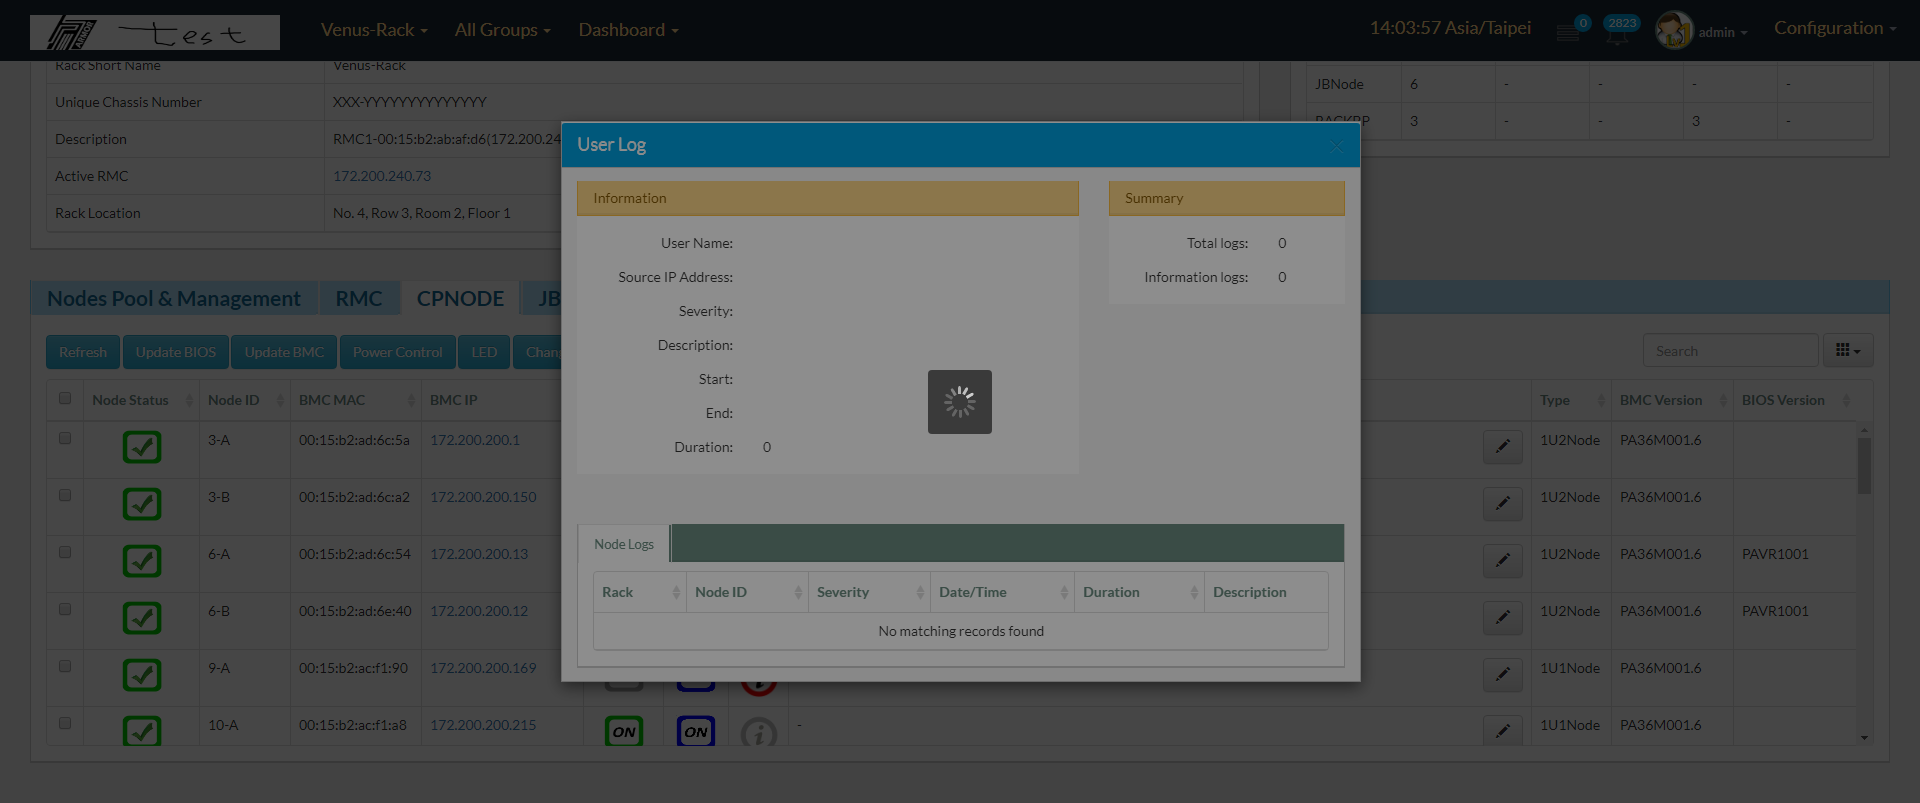 ARMOR test
Venus-Rack
All Groups
Dashboard
14:03:57 Asia/Taipei
0
2823
admin
Configuration
Rack Short Name Venus-Rack
Unique Chassis Number XXX-YYYYYYYYYYYYYY
Description RMC1-00:15:b2:ab:af:d6(172.200.24
Active RMC 172.200.240.73
Rack Location No. 4, Row 3, Room 2, Floor 1
JBNode 6 - - - -
RACKBP 3 - - 3 -
User Log
Information
User Name:
Source IP Address:
Severity:
Description:
Start:
End:
Duration: 0
Summary
Total logs: 0
Information logs: 0
Node Logs
Rack Node ID Severity Date/Time Duration Description
No matching records found
Nodes Pool & Management RMC CPNODE JB
Refresh Update BIOS Update BMC Power Control LED Chan
Search
Node Status Node ID BMC MAC BMC IP Type BMC Version BIOS Version
3-A 00:15:b2:ad:6c:5a 172.200.200.1 1U2Node PA36M001.6
3-B 00:15:b2:ad:6c:a2 172.200.200.150 1U2Node PA36M001.6
6-A 00:15:b2:ad:6c:54 172.200.200.13 1U2Node PA36M001.6 PAVR1001
6-B 00:15:b2:ad:6e:40 172.200.200.12 1U2Node PA36M001.6 PAVR1001
9-A 00:15:b2:ac:f1:90 172.200.200.169 i 1U1Node PA36M001.6
10-A 00:15:b2:ac:f1:a8 172.200.200.215 ON ON i - 1U1Node PA36M001.6